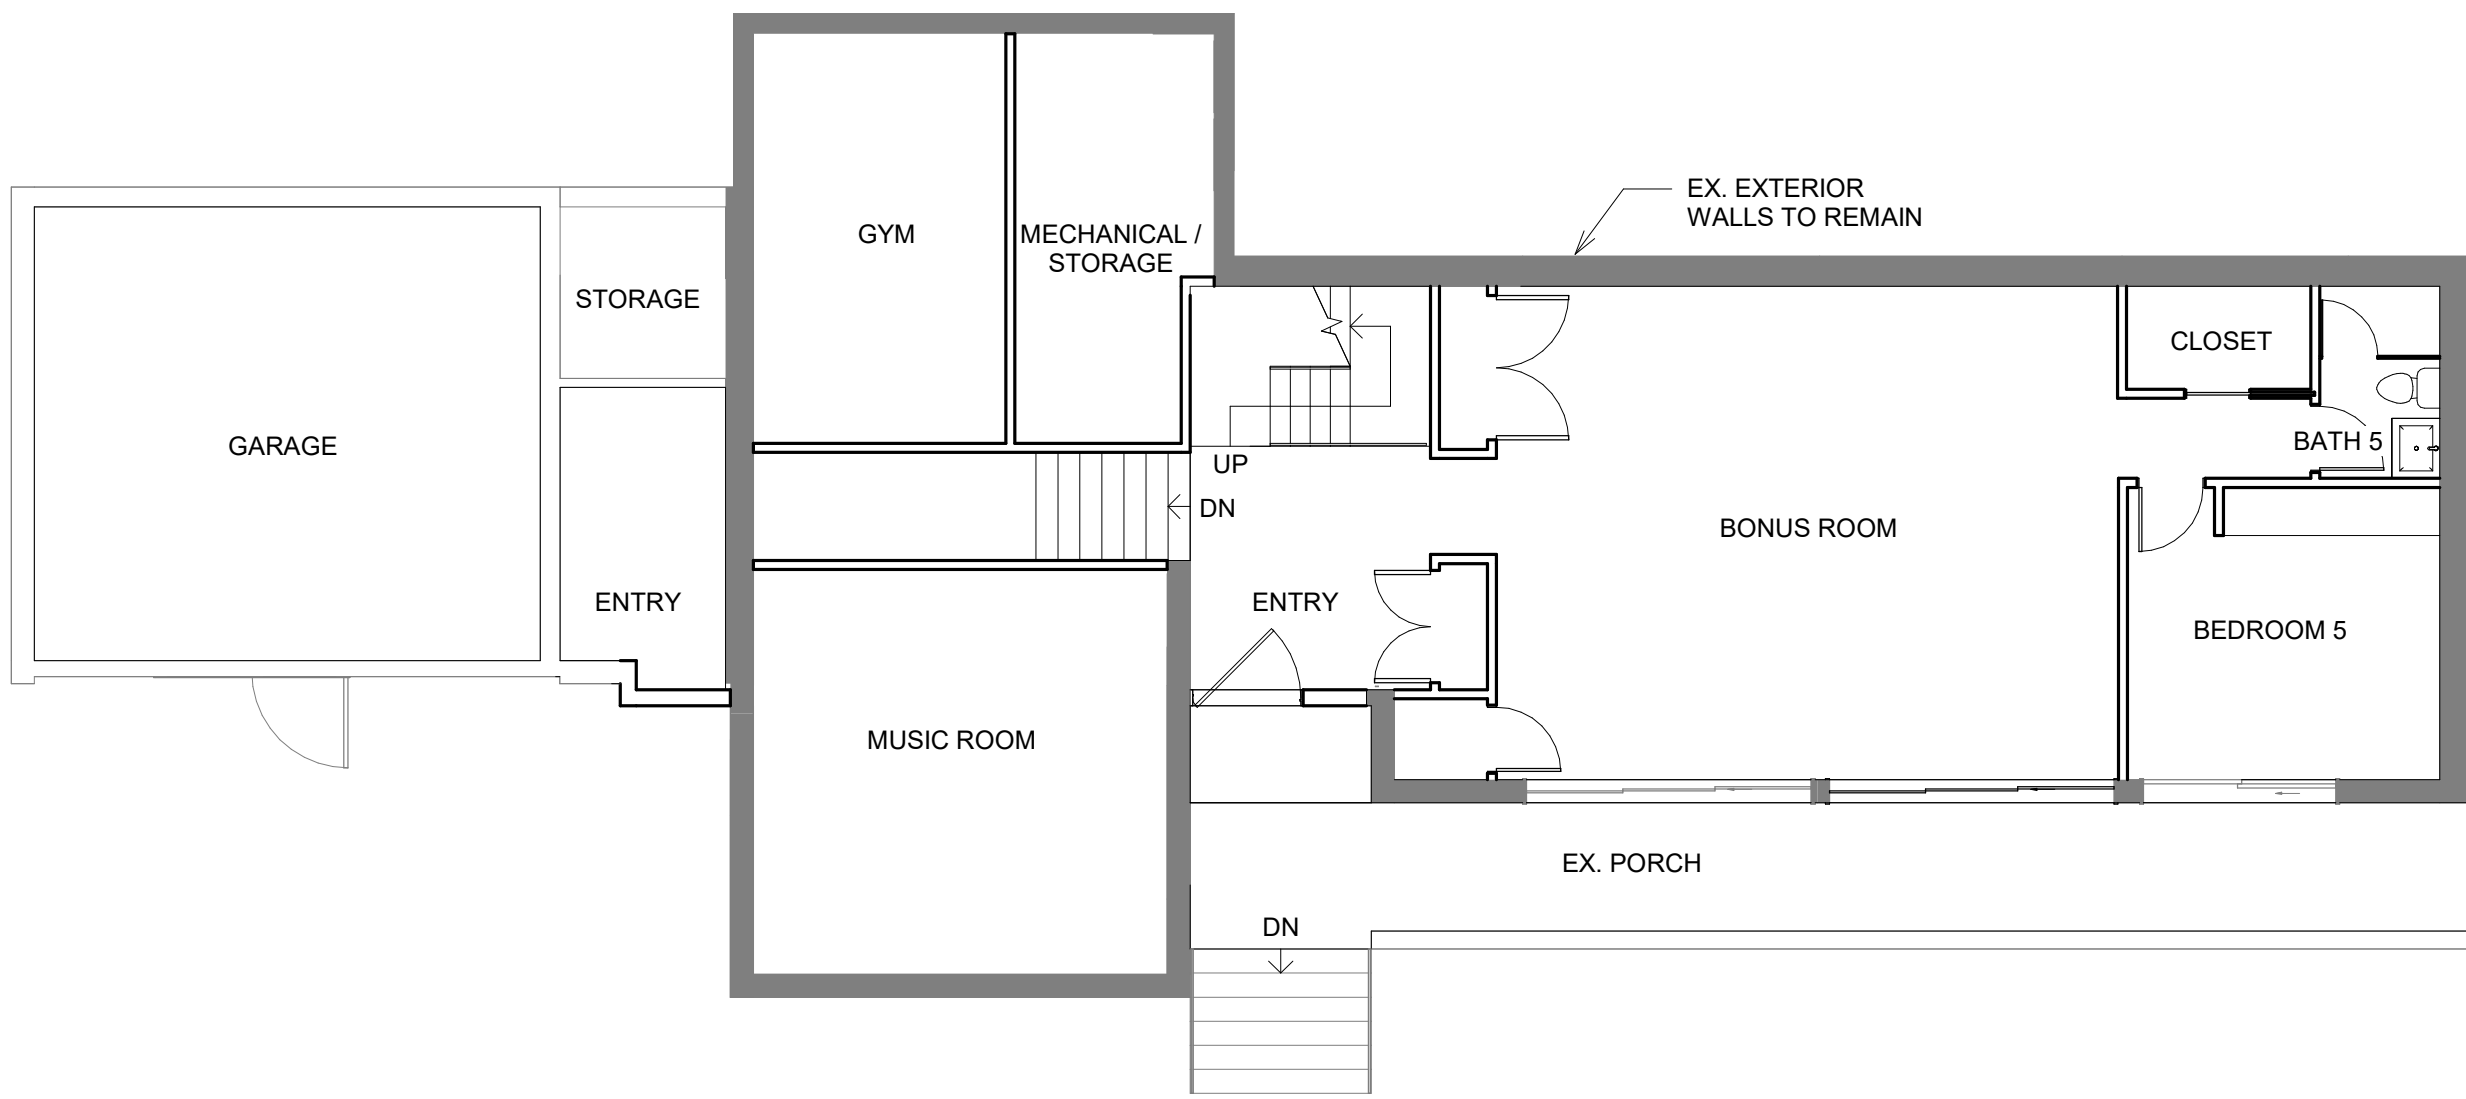 EX. EXTERIOR
WALLS TO REMAIN
GYM
MECHANICAL /
STORAGE
STORAGE
CLOSET
GARAGE
BATH 5
UP
DN
BONUS ROOM
ENTRY
ENTRY
BEDROOM 5
MUSIC ROOM
EX. PORCH
DN